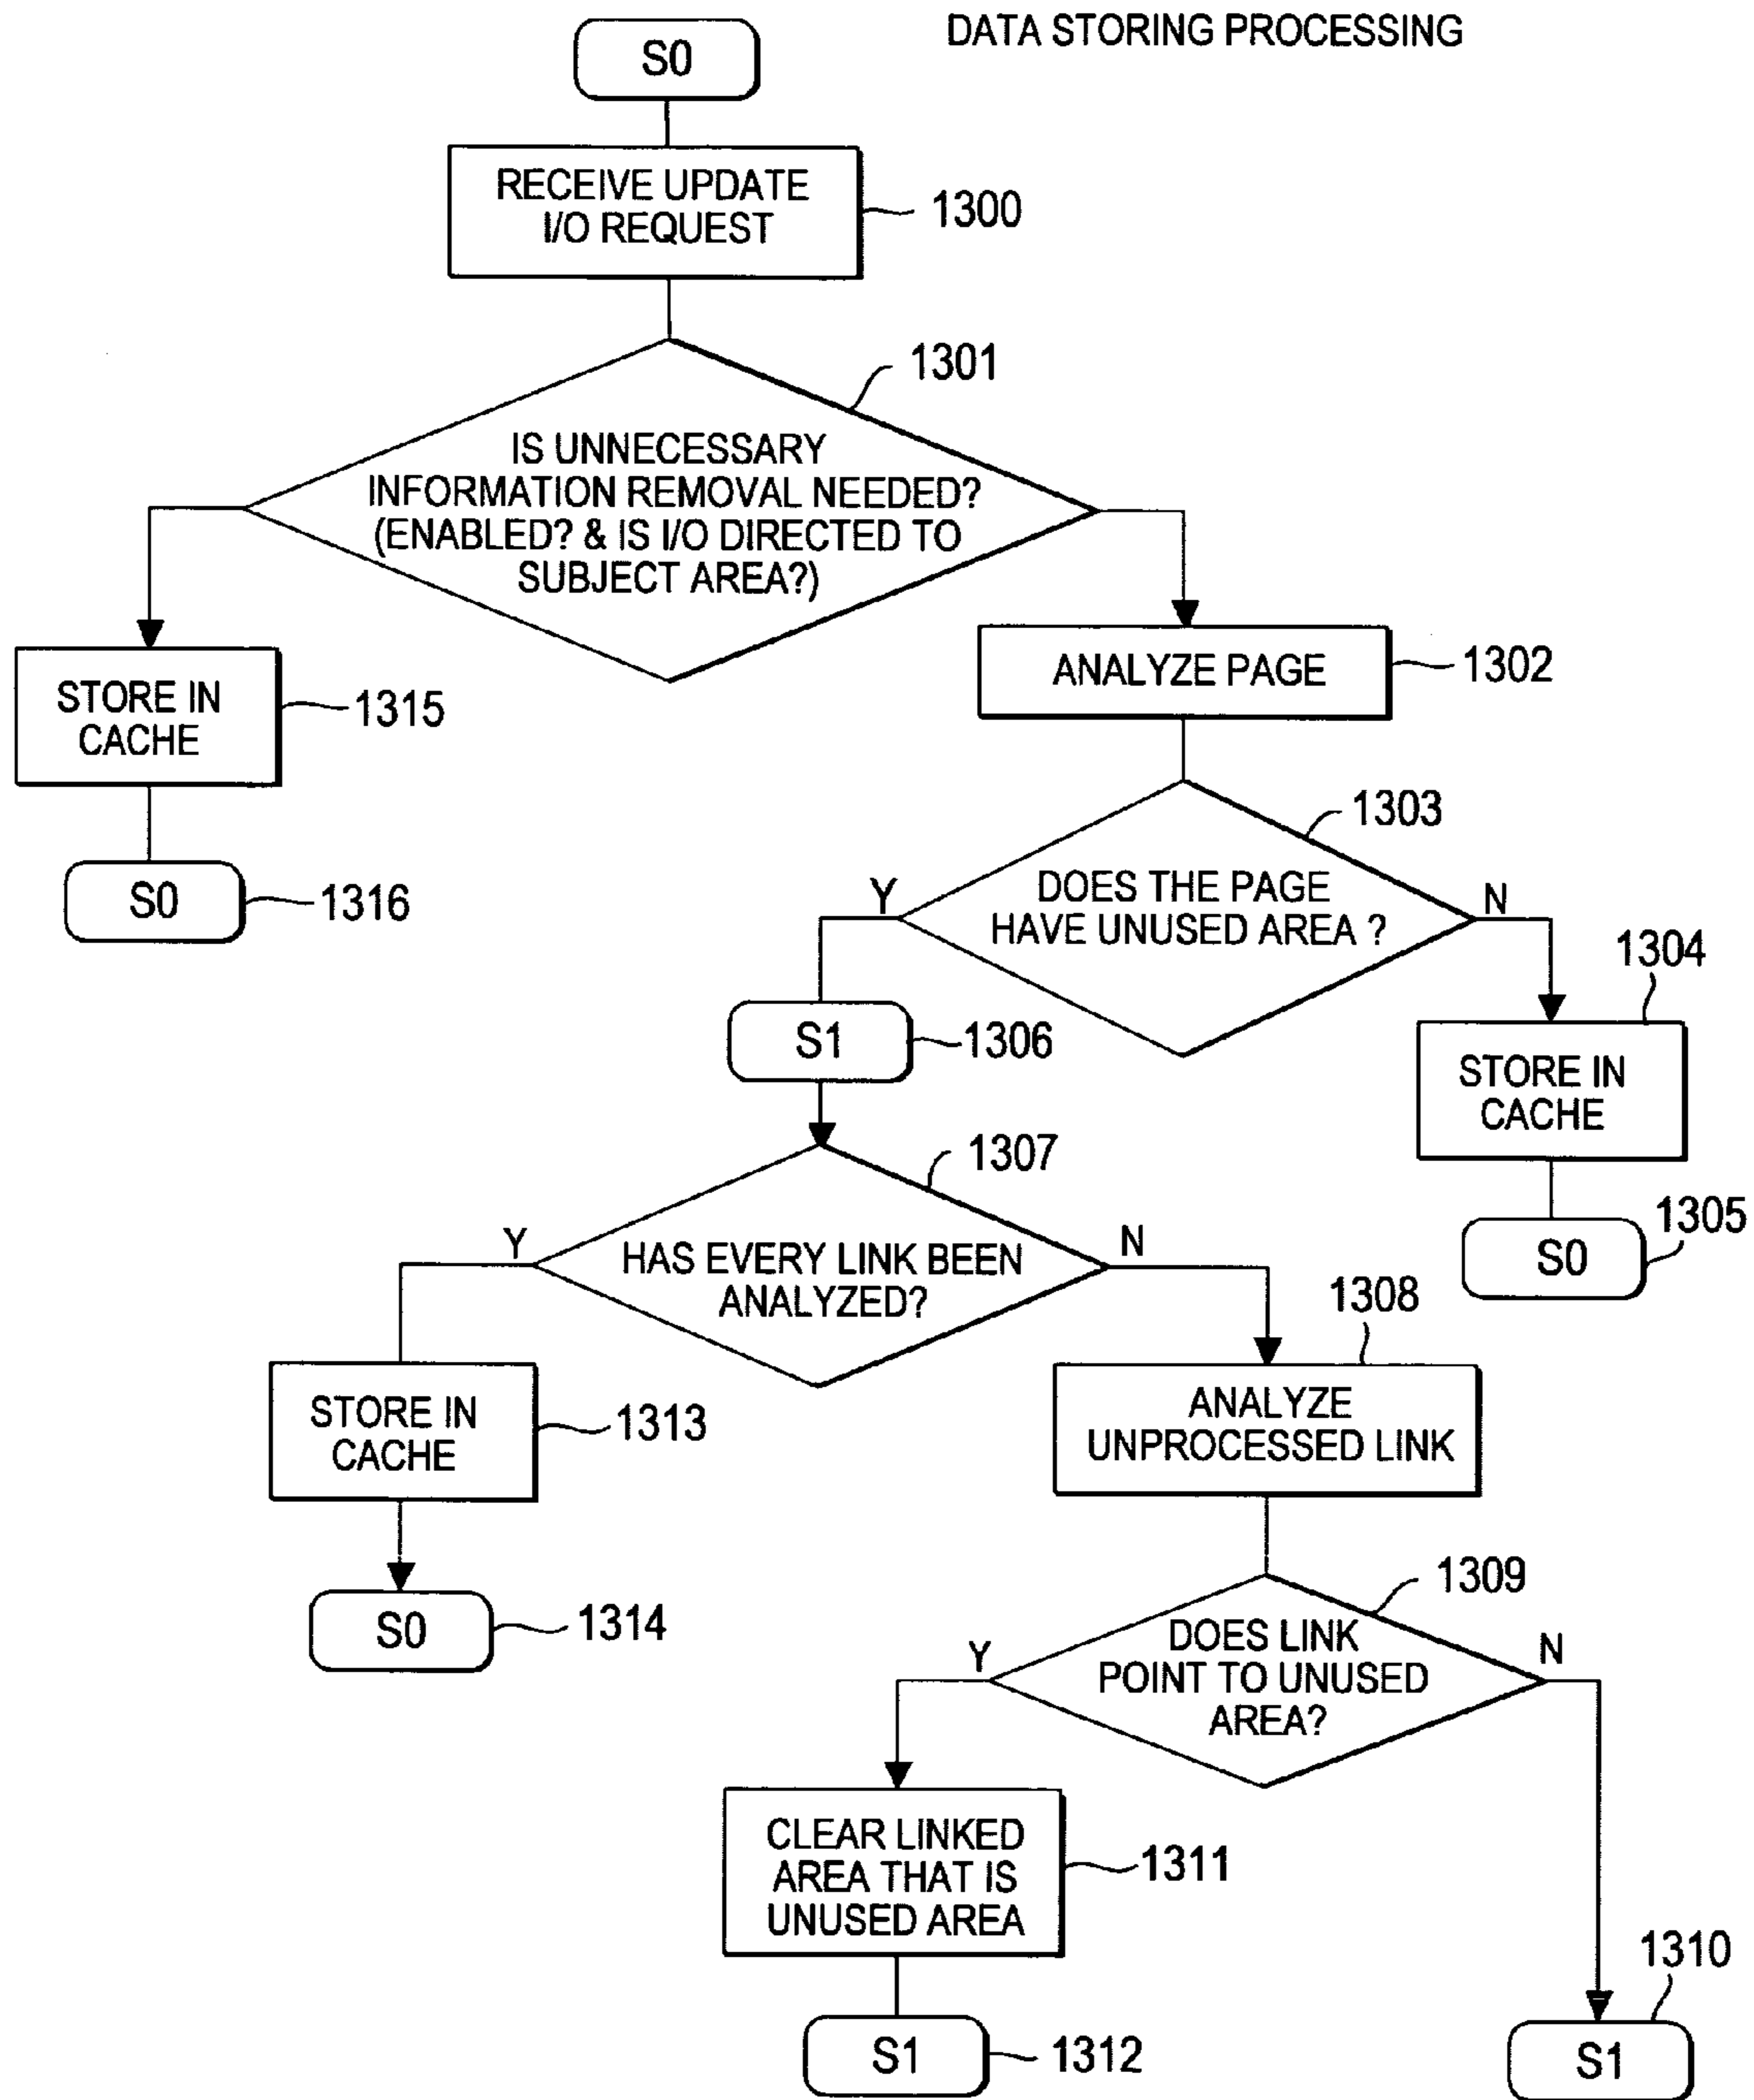 DATA STORING PROCESSING
S0
RECEIVE UPDATE
I/O REQUEST
1300
1301
IS UNNECESSARY
INFORMATION REMOVAL NEEDED?
(ENABLED? & IS I/O DIRECTED TO
SUBJECT AREA?)
STORE IN
CACHE
1315
S0
1316
ANALYZE PAGE
1302
1303
DOES THE PAGE
HAVE UNUSED AREA ?
Y
N
1304
STORE IN
CACHE
1305
S0
S1
1306
1307
HAS EVERY LINK BEEN
ANALYZED?
Y
N
STORE IN
CACHE
1313
S0
1314
1308
ANALYZE
UNPROCESSED LINK
1309
DOES LINK
POINT TO UNUSED
AREA?
Y
N
CLEAR LINKED
AREA THAT IS
UNUSED AREA
1311
S1
1312
1310
S1